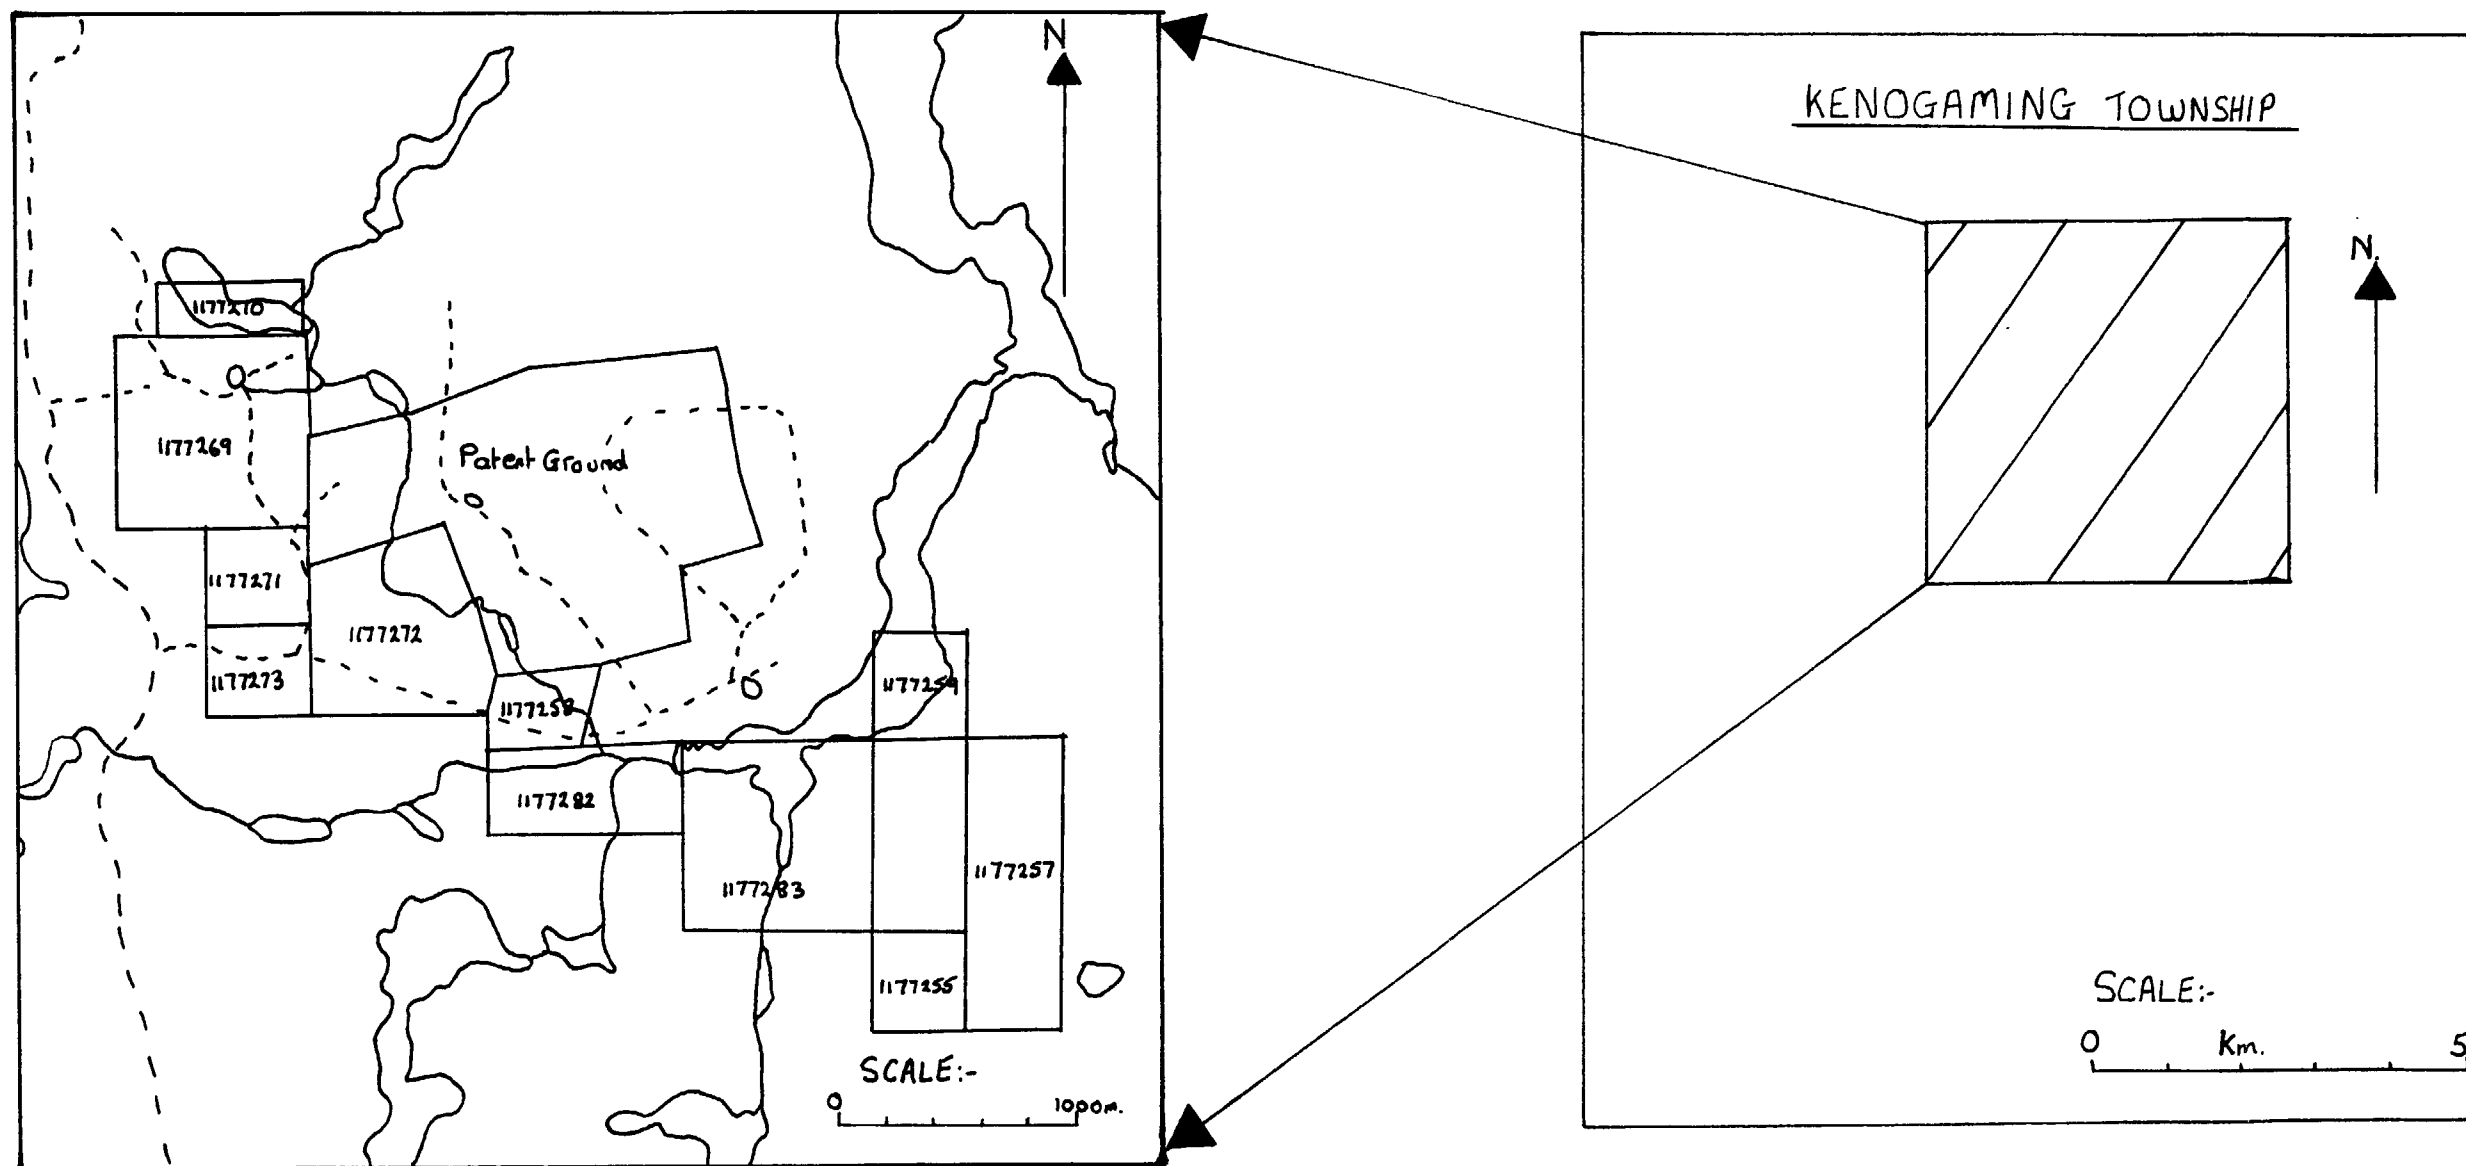 N
1177270
1177269
Patent Ground
1177271
1177272
1177273
1177258
1177254
1177282
1177283
1177257
1177255
SCALE:-
0 1000m.
KENOGAMING TOWNSHIP
N.
SCALE:-
0 Km. 5